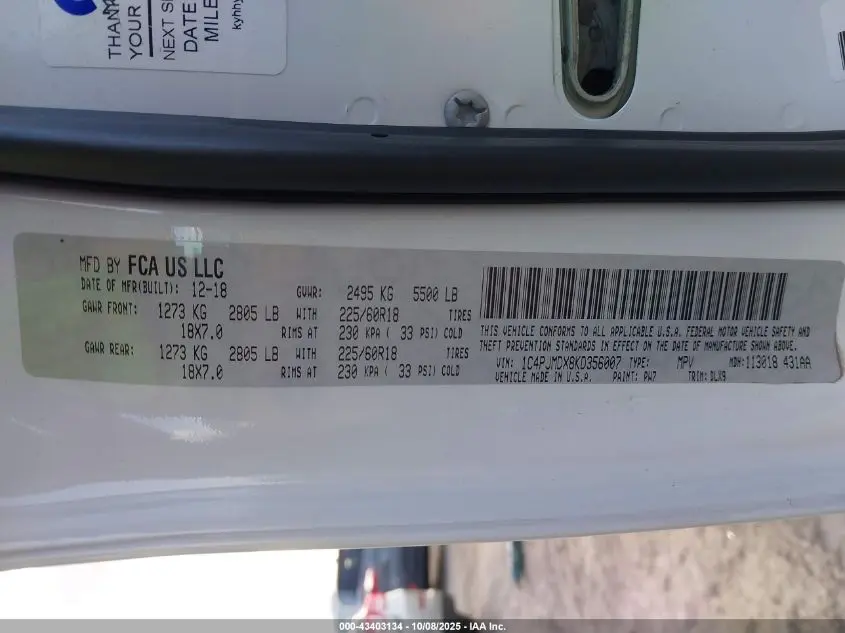 THAN
YOUR
NEXT
DATE
MILE
kyhhy
MFD BY FCA US LLC
DATE OF MFR(BUILT): 12-18 GVWR: 2495 KG 5500 LB
GAWR FRONT: 1273 KG 2805 LB WITH 225/60R18 TIRES
18X7.0 RIMS AT 230 KPA ( 33 PSI) COLD
GAWR REAR: 1273 KG 2805 LB WITH 225/60R18 TIRES
18X7.0 RIMS AT 230 KPA ( 33 PSI) COLD
THIS VEHICLE CONFORMS TO ALL APPLICABLE U.S.A. FEDERAL MOTOR VEHICLE SAFETY AND
THEFT PREVENTION STANDARDS IN EFFECT ON THE DATE OF MANUFACTURE SHOWN ABOVE.
VIN: 1C4PJMDX8KD356007 TYPE: MPV MDH: 113018 431AA
VEHICLE MADE IN U.S.A. PAINT: PW7 TRIM: DLX9
000-43403134 - 10/08/2025 - IAA Inc.